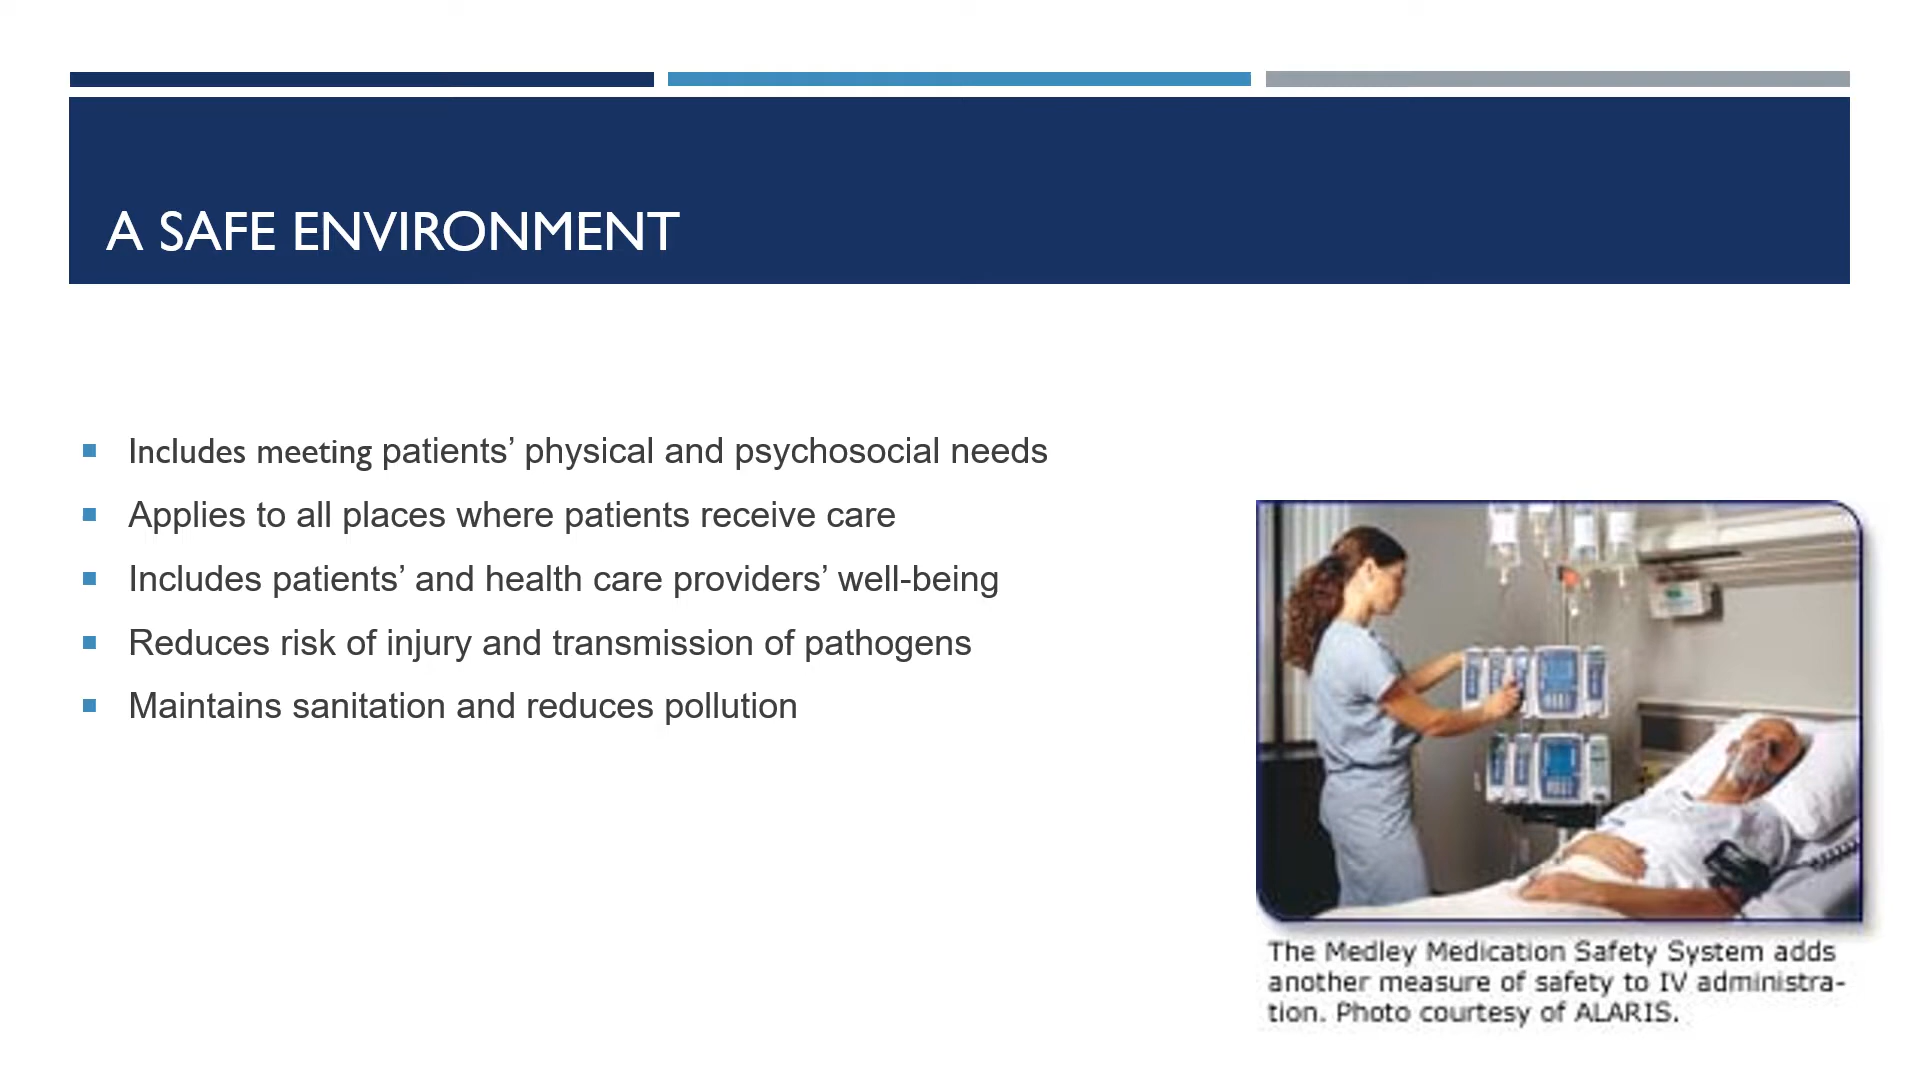 A SAFE ENVIRONMENT
Includes meeting patients’ physical and psychosocial needs
Applies to all places where patients receive care
Includes patients’ and health care providers’ well-being
Reduces risk of injury and transmission of pathogens
Maintains sanitation and reduces pollution
The Medley Medication Safety System adds
another measure of safety to IV administra-
tion. Photo courtesy of ALARIS.